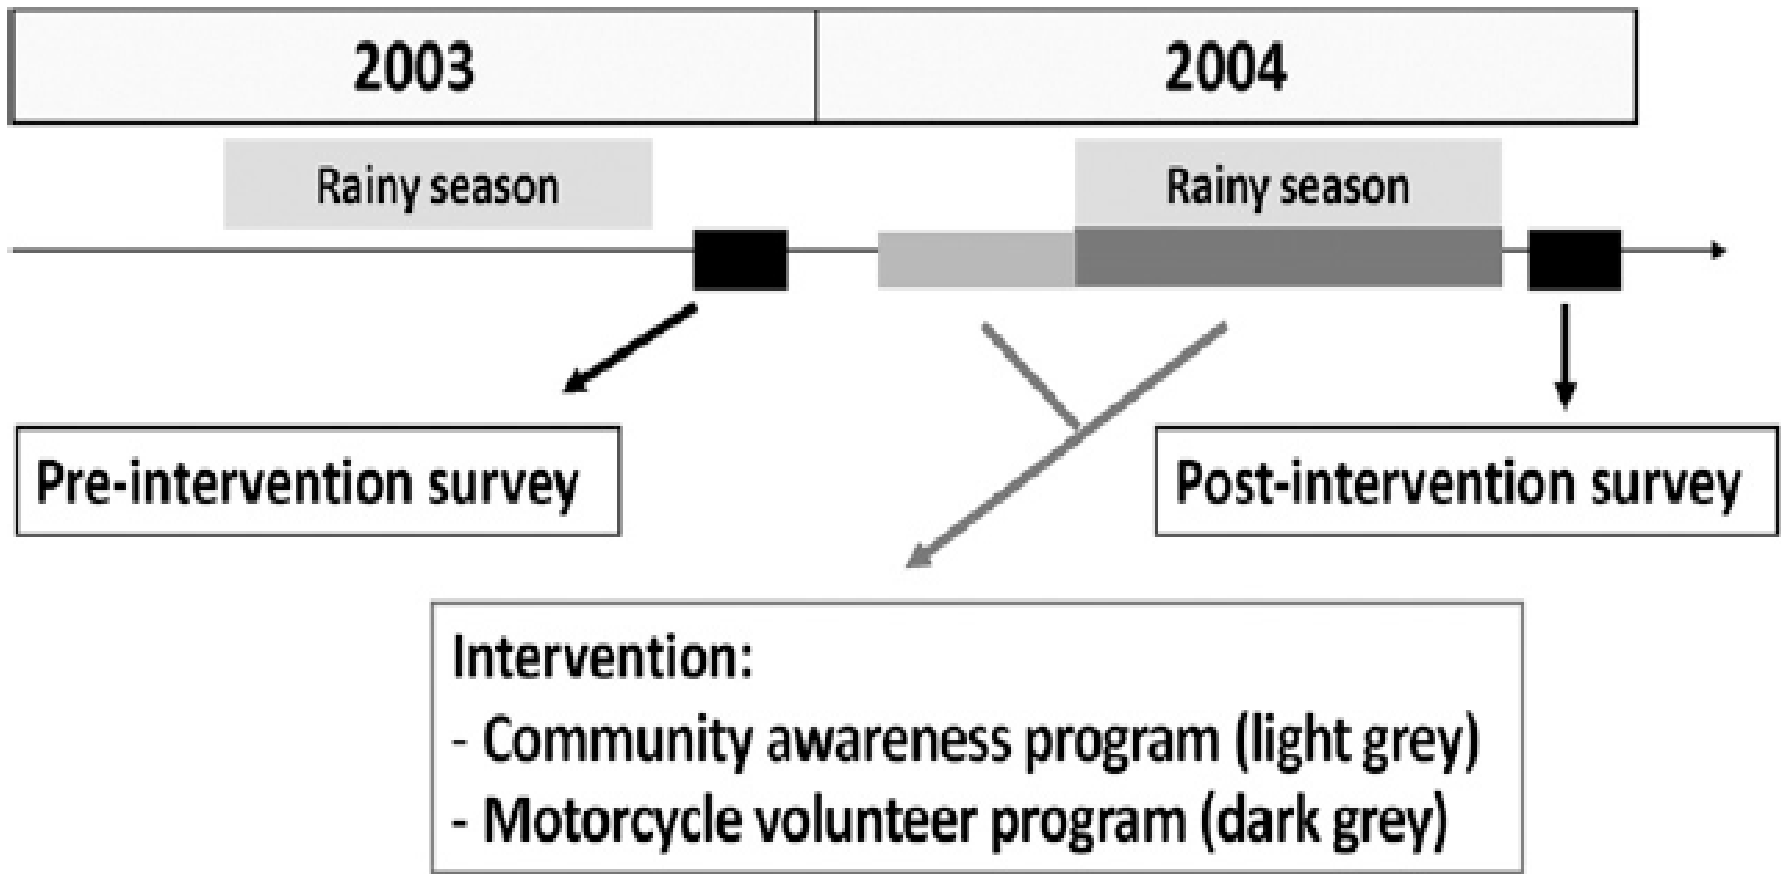 2003
2004
Rainy season
Rainy season
Pre-intervention survey
Post-intervention survey
Intervention:
- Community awareness program (light grey)
- Motorcycle volunteer program (dark grey)